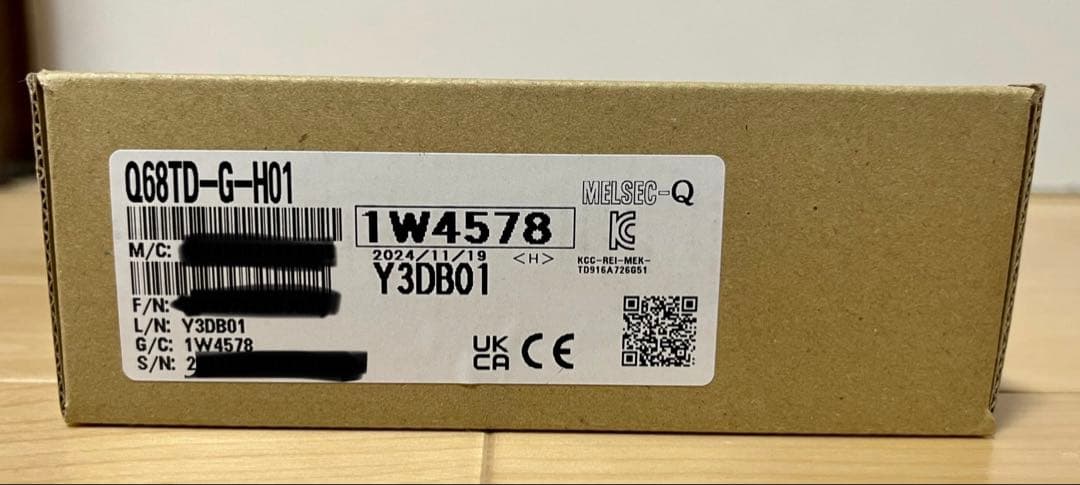 Q68TD-G-H01
MELSEC-Q
1W4578
M/C:
2024/11/19 <H>
KCC-REI-MEK-
TD916A726G51
Y3DB01
F/N:
L/N: Y3DB01
G/C: 1W4578
S/N: 2
UK
CA CE